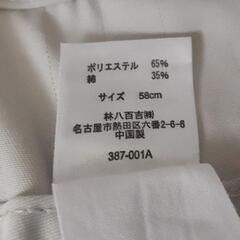 ポリエステル 65%
綿 35%
サイズ 58cm
林八百吉㈱
名古屋市熱田区六番2-6-6
中国製
387-001A